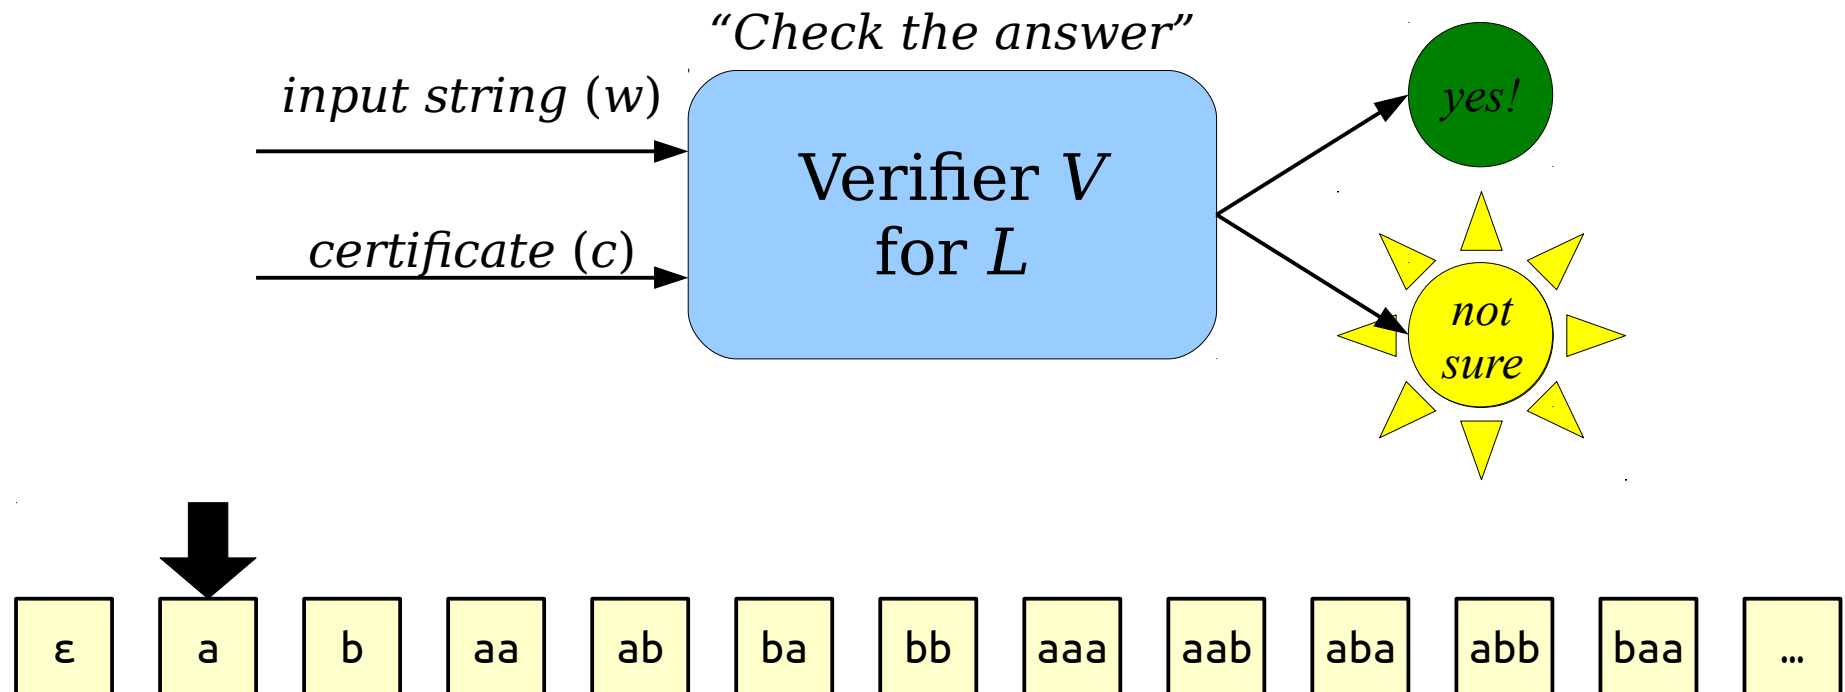 “Check the answer”
input string (w)
certificate (c)
Verifier V
for L
yes!
not
sure
ε a b aa ab ba bb aaa aab aba abb baa …